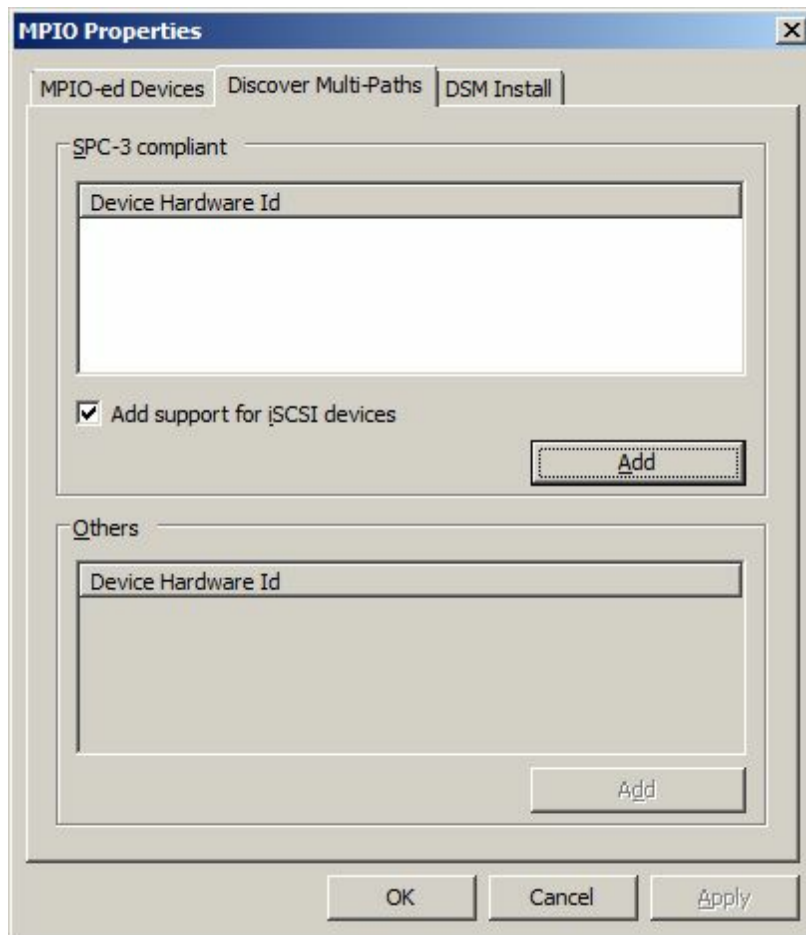 MPIO Properties
MPIO-ed Devices Discover Multi-Paths DSM Install
SPC-3 compliant
Device Hardware Id
Add support for iSCSI devices
Add
Others
Device Hardware Id
Add
OK Cancel Apply